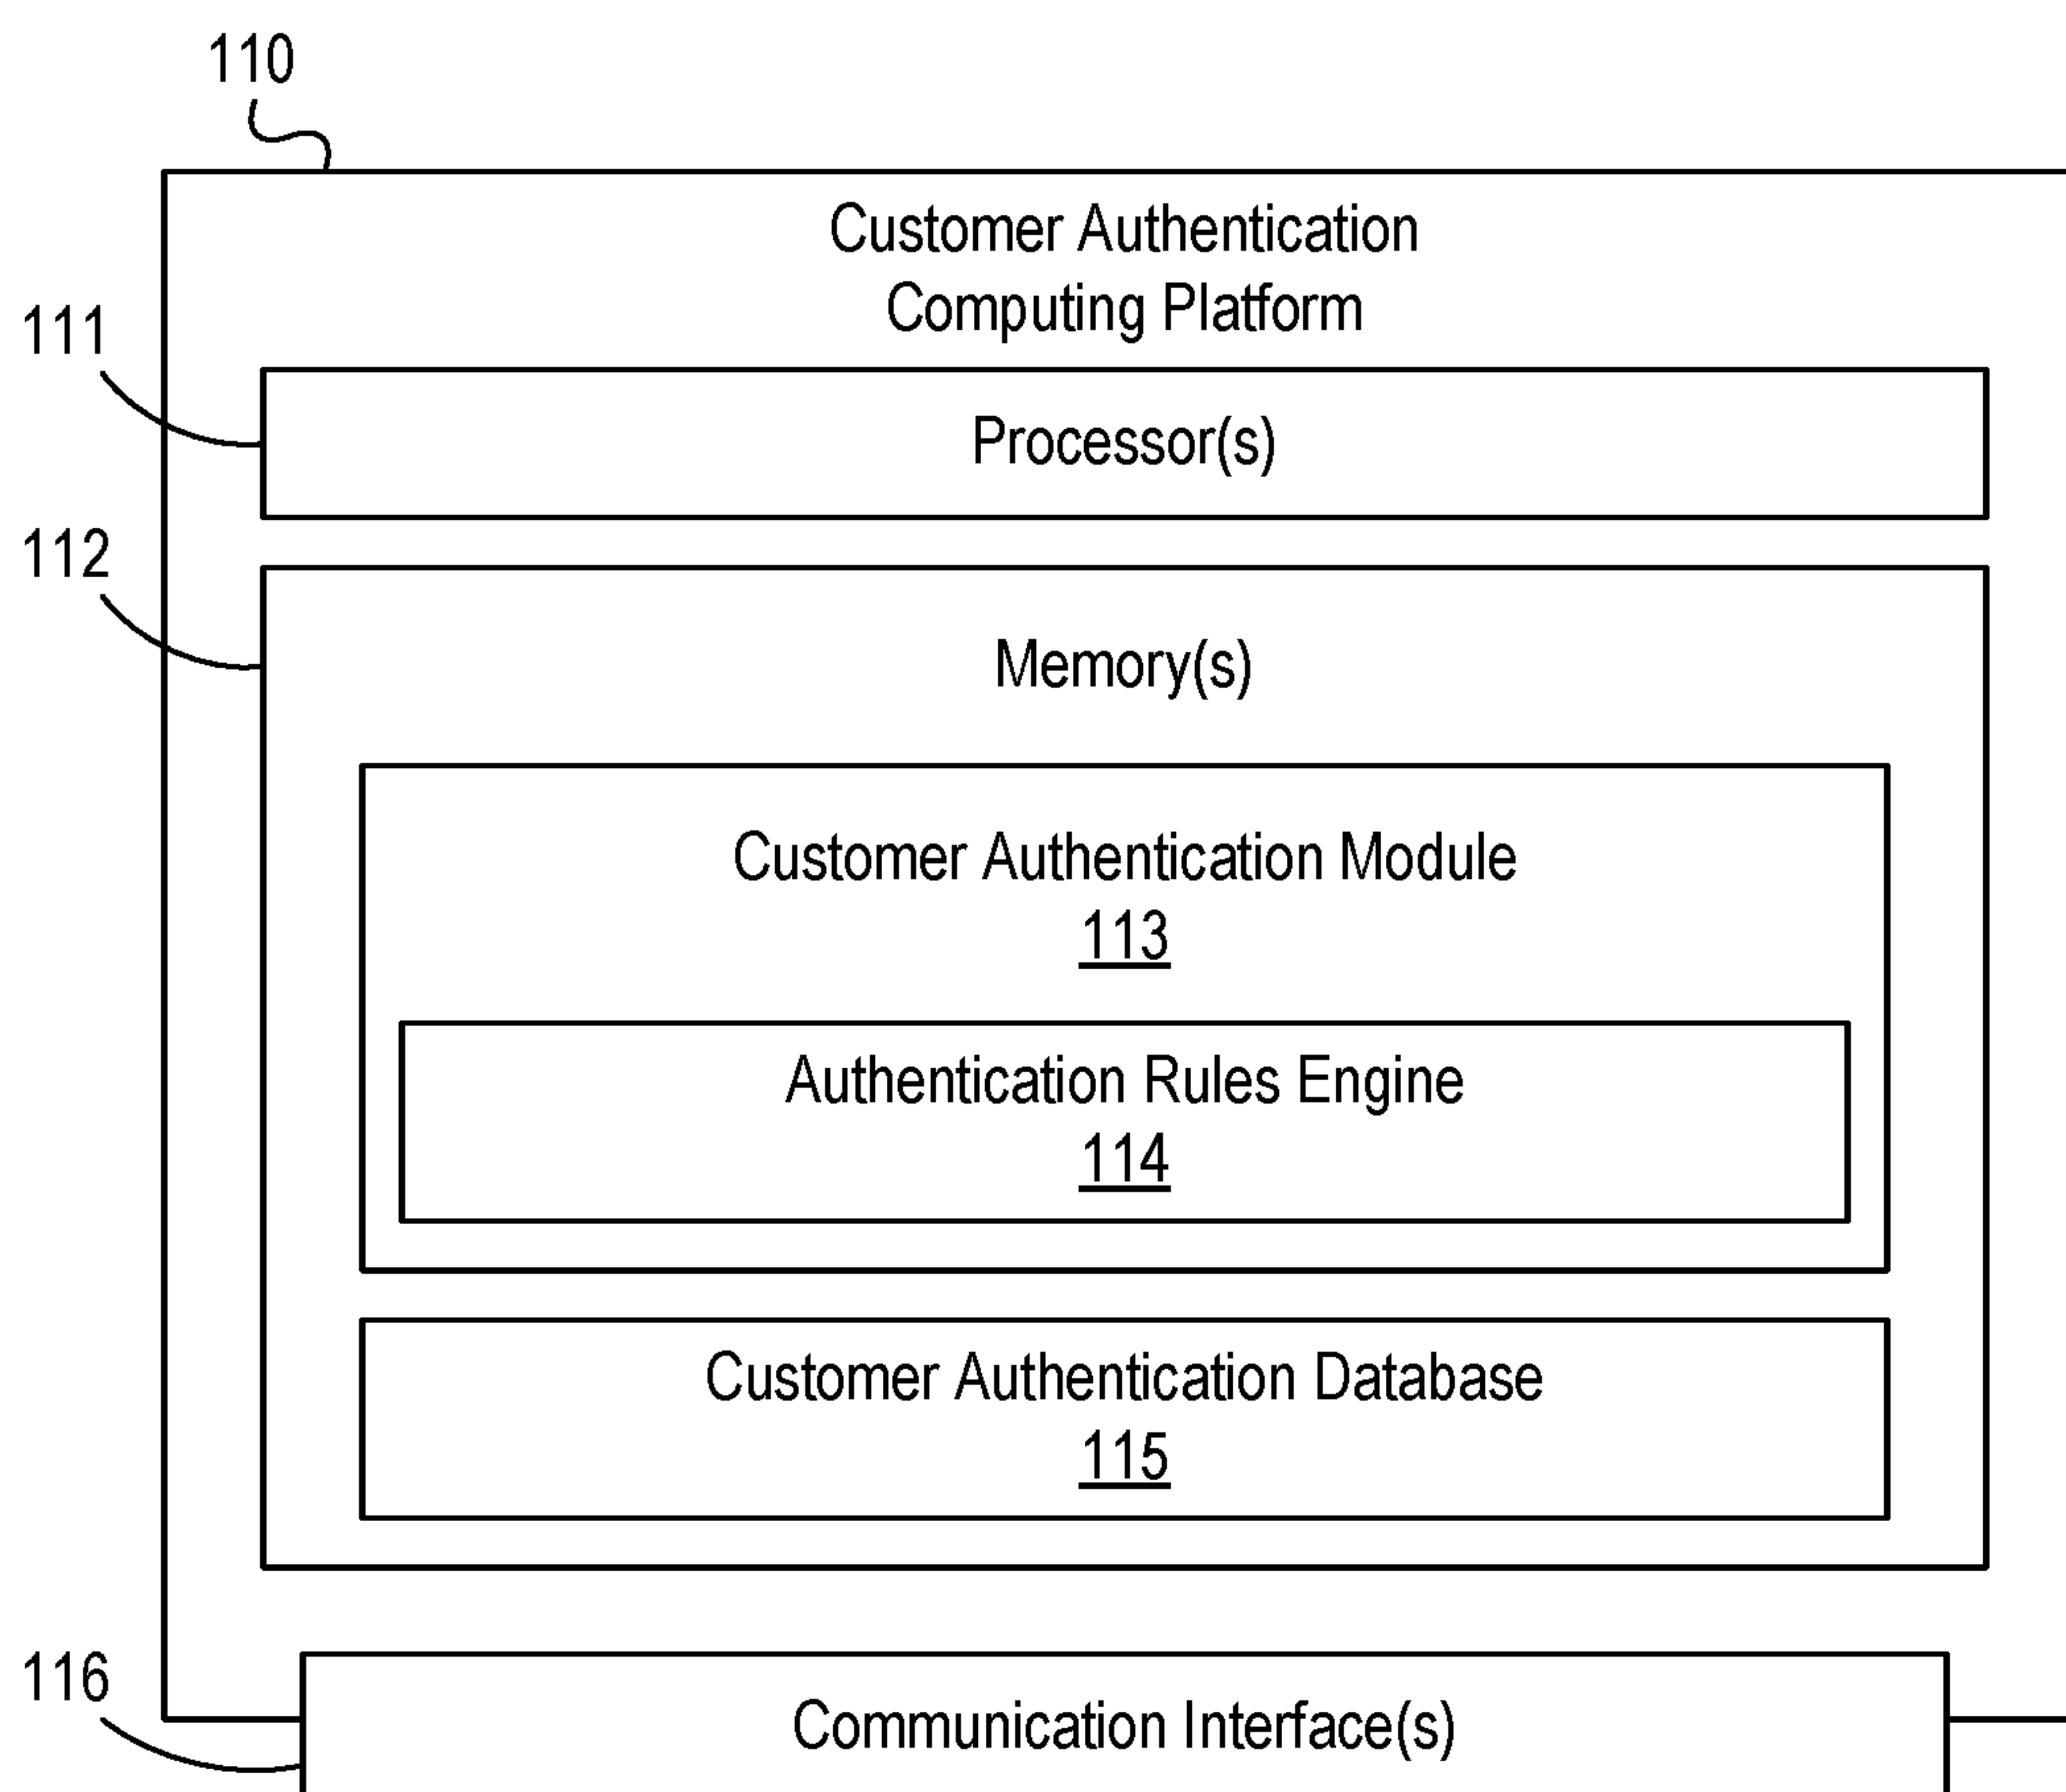 110
Customer Authentication
Computing Platform
111
Processor(s)
112
Memory(s)
Customer Authentication Module
113
Authentication Rules Engine
114
Customer Authentication Database
115
116
Communication Interface(s)